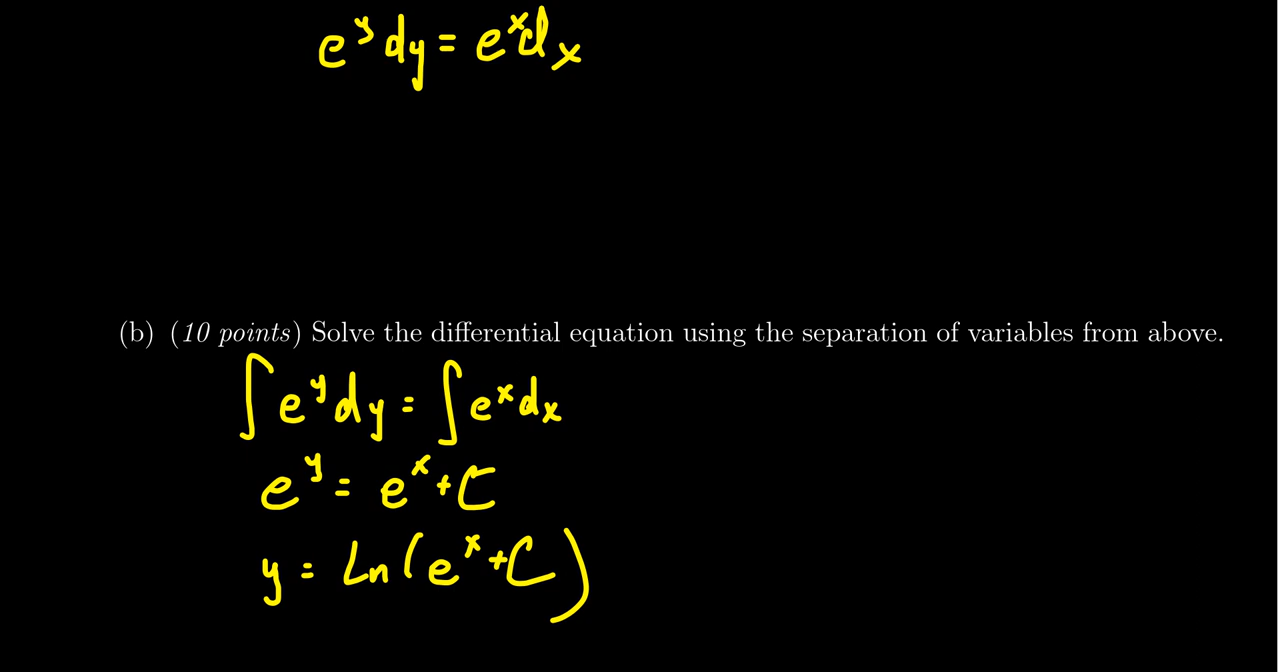 e^y dy = e^x dx
(b) (10 points) Solve the differential equation using the separation of variables from above.
∫ e^y dy = ∫ e^x dx
e^y = e^x + C
y = Ln(e^x + C)